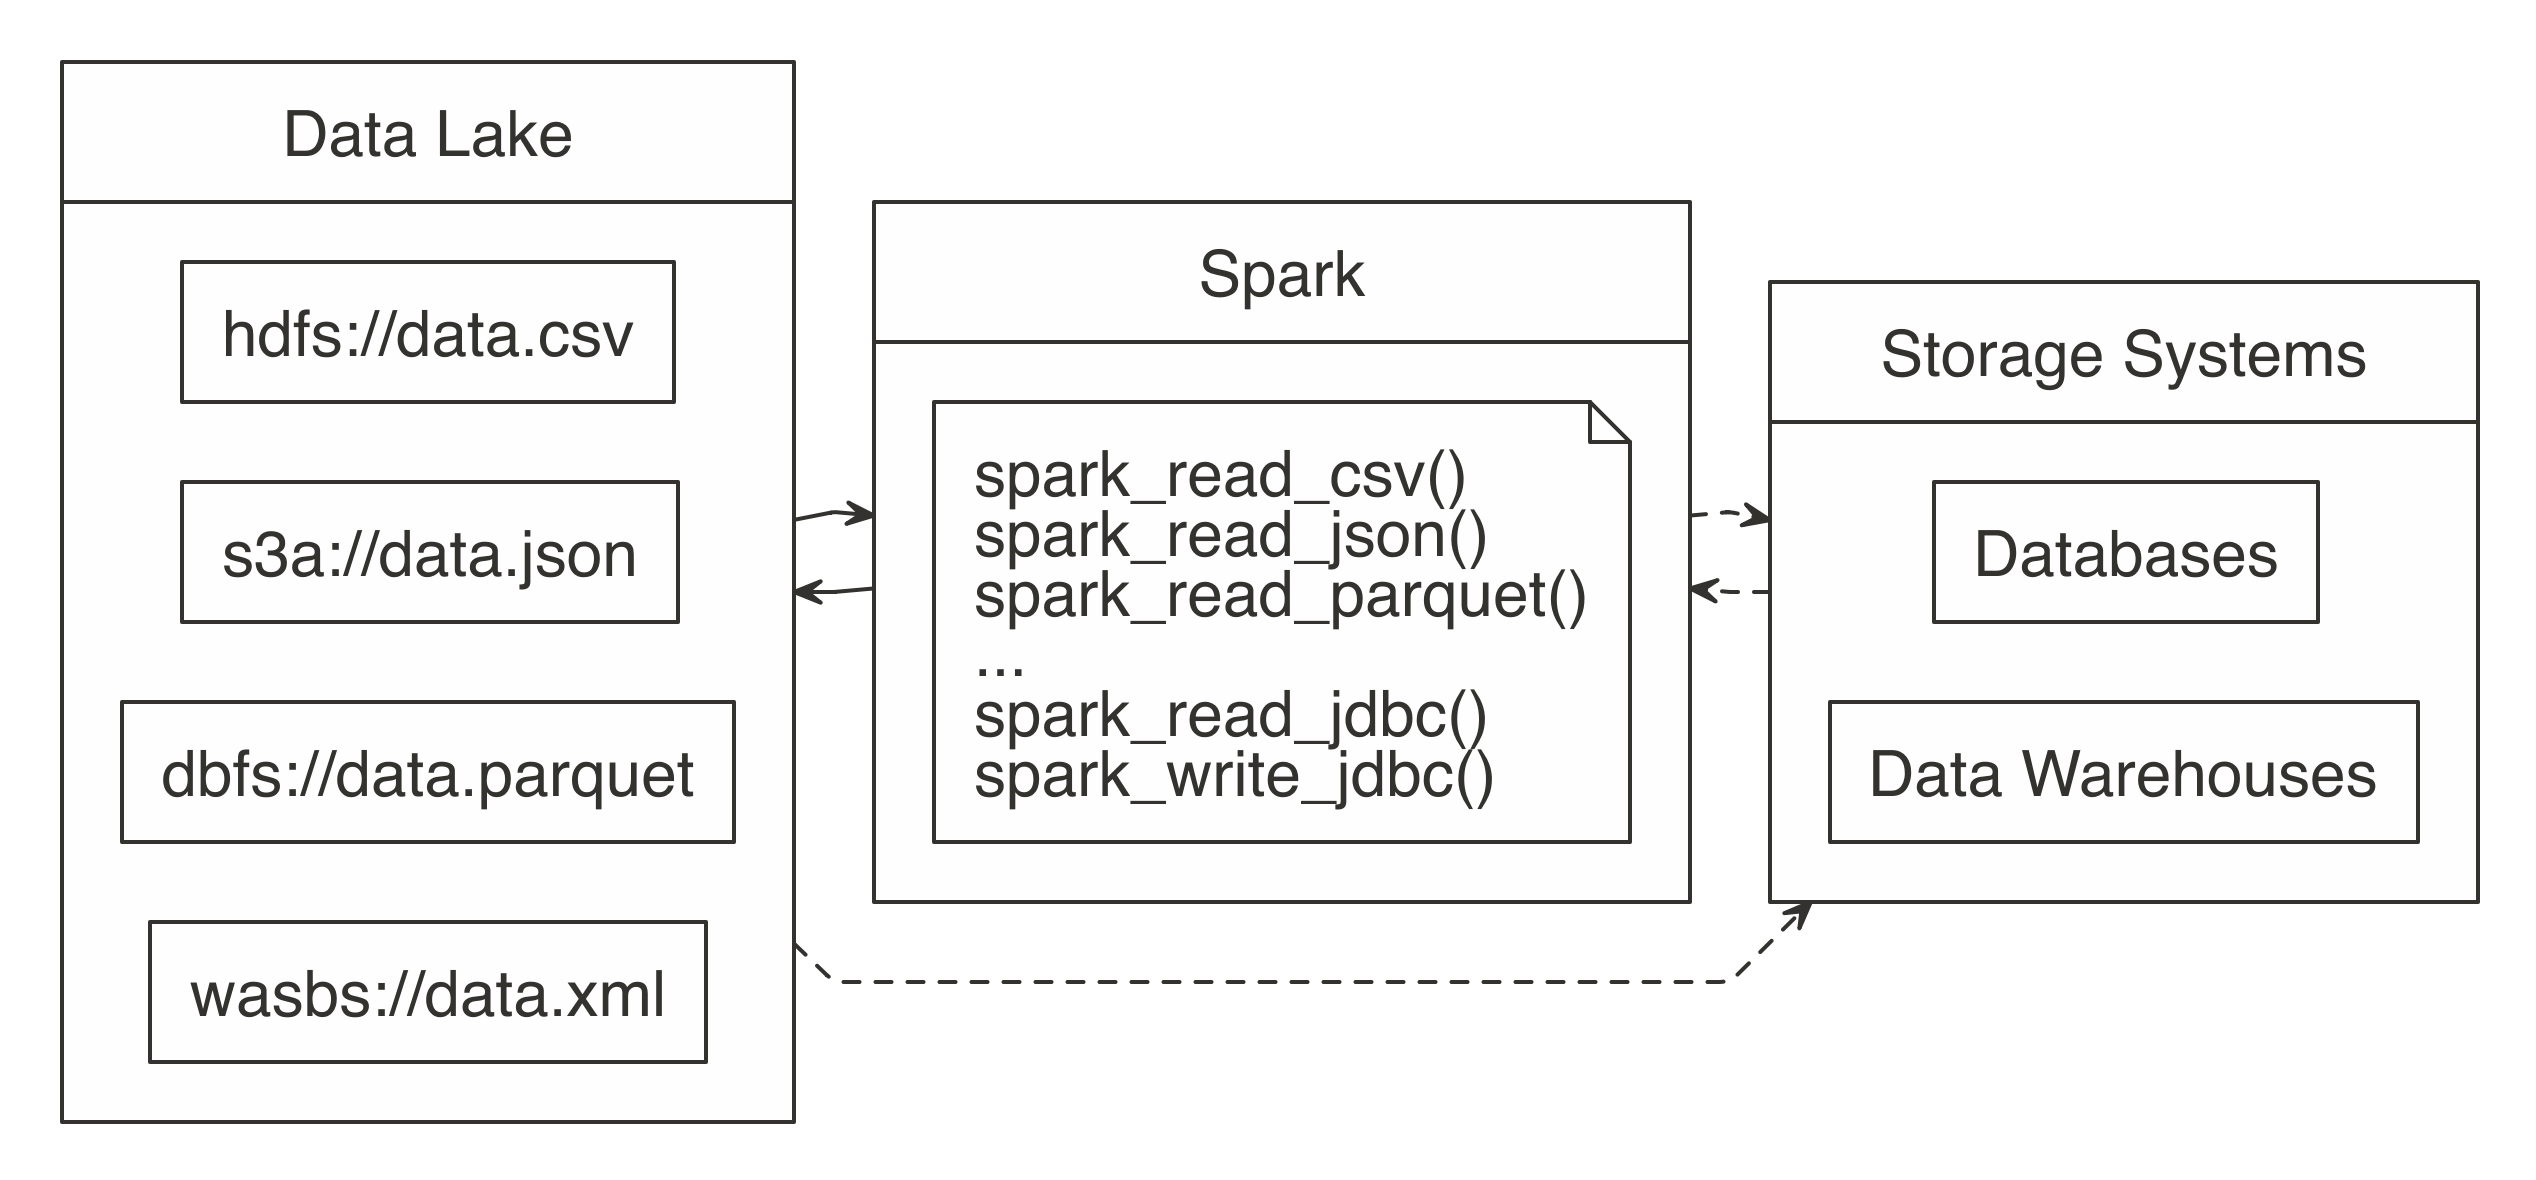 Data Lake
hdfs://data.csv
s3a://data.json
dbfs://data.parquet
wasbs://data.xml
Spark
spark_read_csv()
spark_read_json()
spark_read_parquet()
...
spark_read_jdbc()
spark_write_jdbc()
Storage Systems
Databases
Data Warehouses